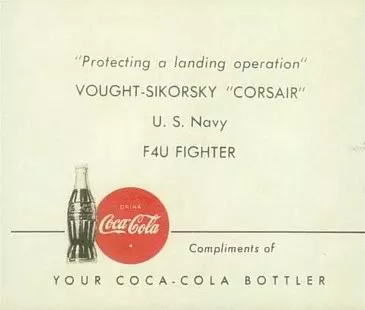 "Protecting a landing operation"
VOUGHT-SIKORSKY "CORSAIR"
U. S. Navy
F4U FIGHTER
DRINK
Coca-Cola
Compliments of
YOUR COCA-COLA BOTTLER